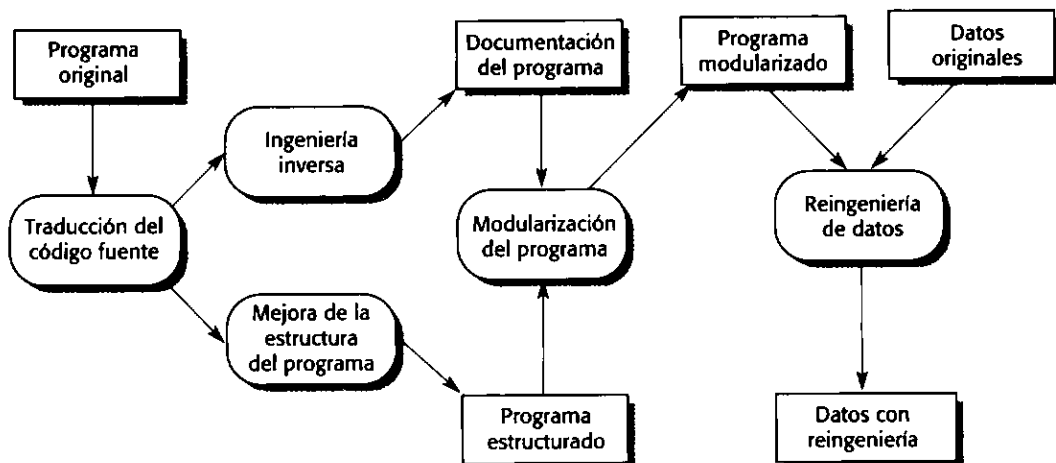 Programa
original
Documentación
del programa
Programa
modularizado
Datos
originales
Ingeniería
inversa
Traducción del
código fuente
Modularización
del programa
Reingeniería
de datos
Mejora de la
estructura
del programa
Programa
estructurado
Datos con
reingeniería